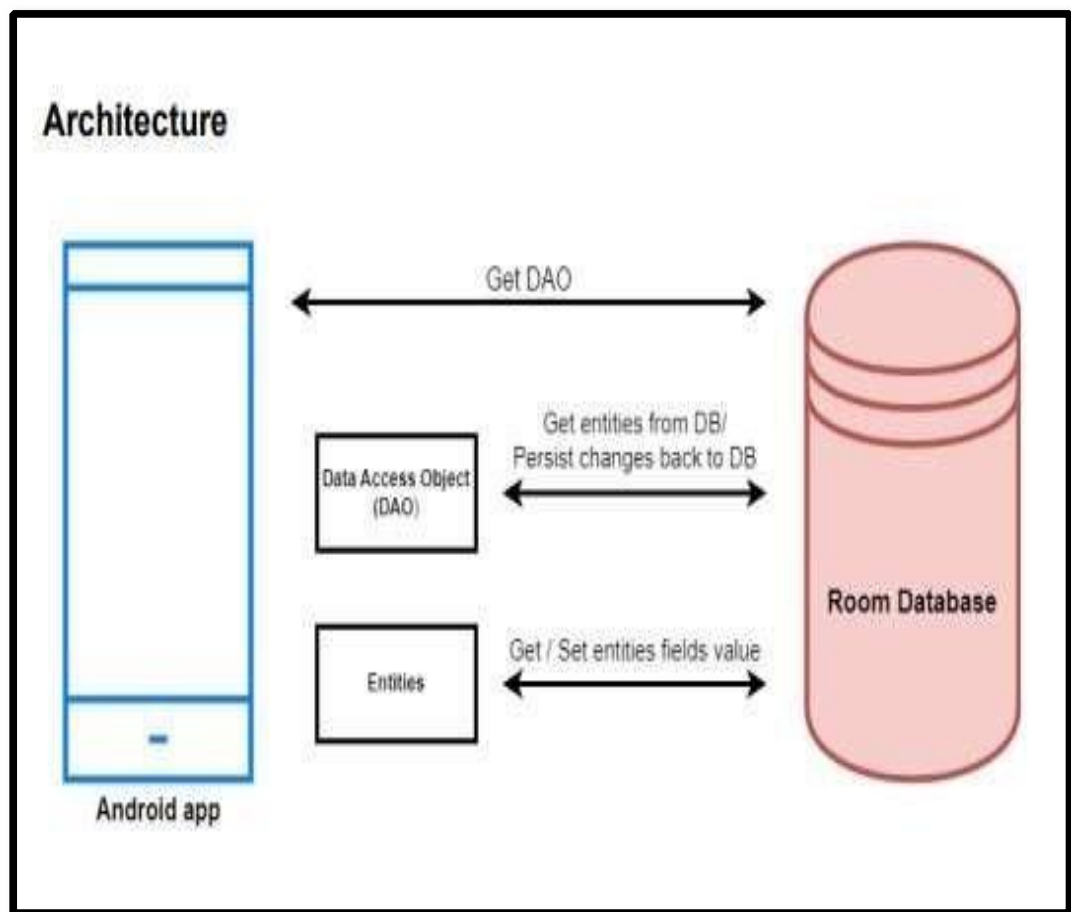 Architecture
Get DAO
Get entities from DB/
Persist changes back to DB
Data Access Object
(DAO)
Room Database
Get / Set entities fields value
Entities
Android app